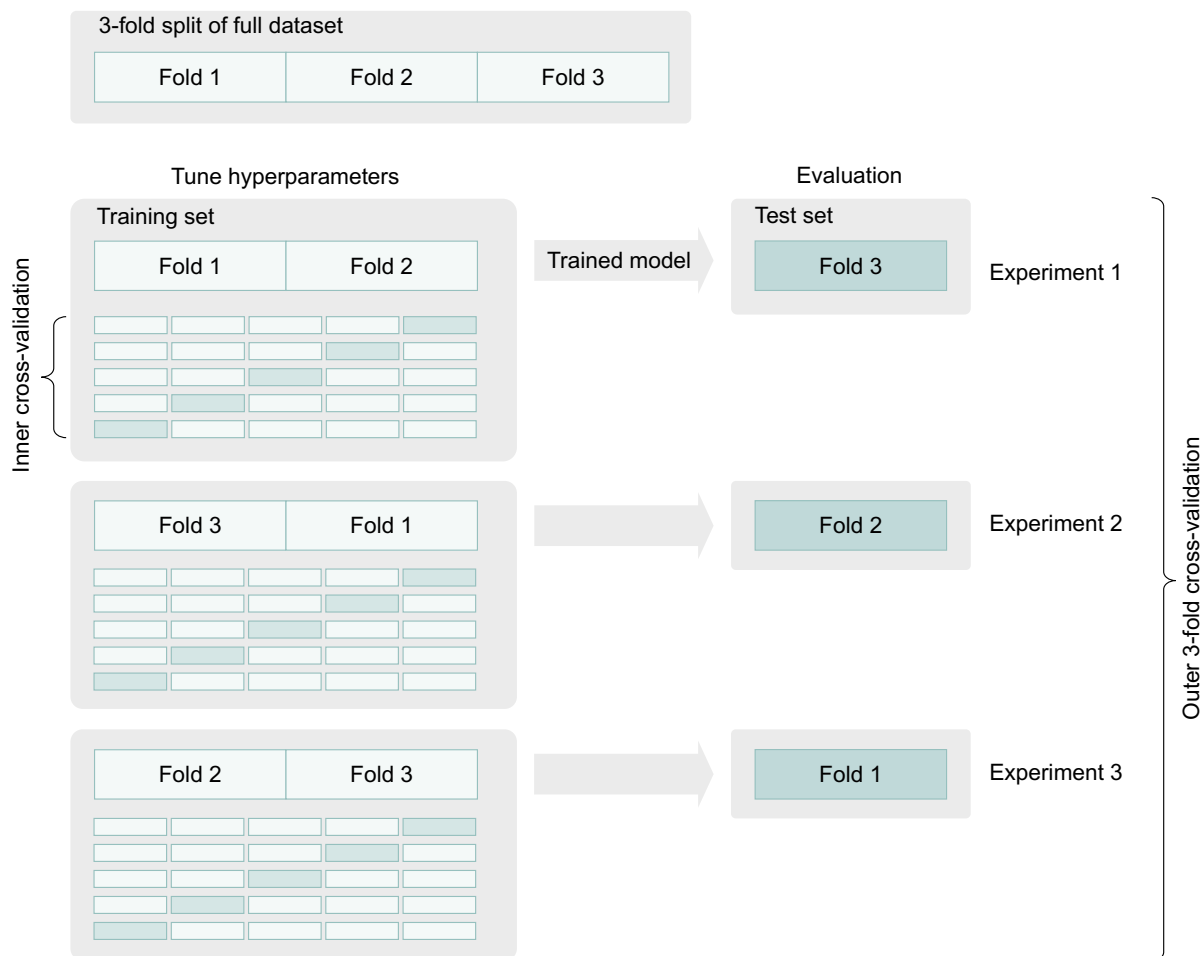 3-fold split of full dataset
Fold 1 Fold 2 Fold 3
Tune hyperparameters Evaluation
Training set Test set
Fold 1 Fold 2 Trained model Fold 3 Experiment 1
Inner cross-validation
Fold 3 Fold 1 Fold 2 Experiment 2
Outer 3-fold cross-validation
Fold 2 Fold 3 Fold 1 Experiment 3